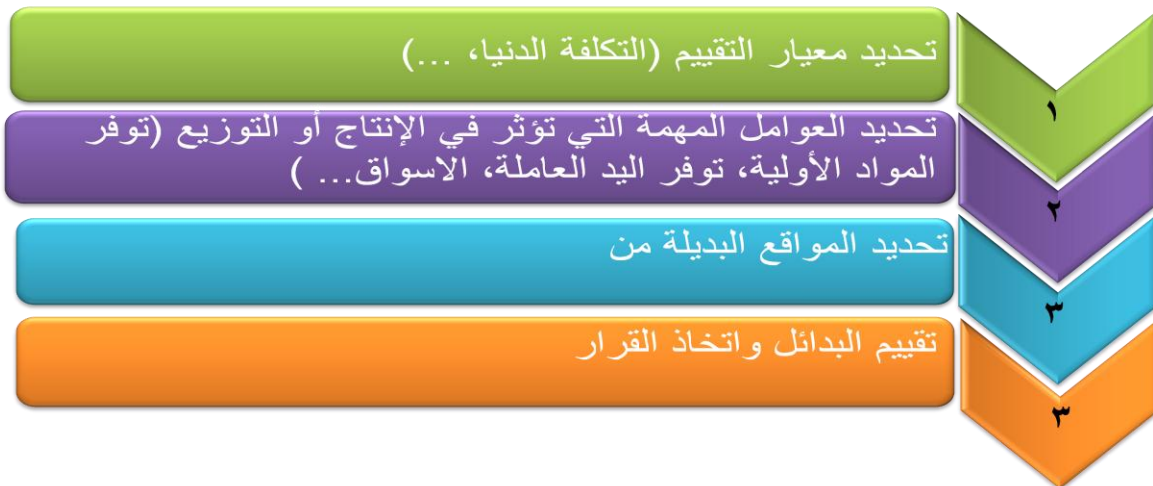 ١
تحديد معيار التقييم (التكلفة الدنيا، ...)
٢
تحديد العوامل المهمة التي تؤثر في الإنتاج أو التوزيع (توفر
المواد الأولية، توفر اليد العاملة، الاسواق... )
٣
تحديد المواقع البديلة من
٣
تقييم البدائل واتخاذ القرار